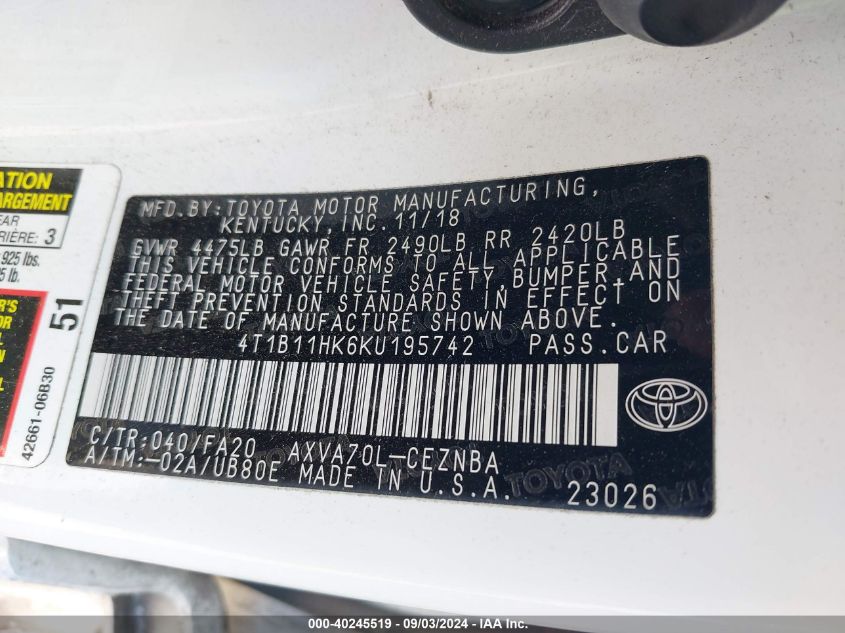 ATION
ARGEMENT
EAR
RRIÈRE: 3
925 lbs.
5 lb.
R'S
OR
L
N
L
51
42661-06B30
MFD.BY:TOYOTA MOTOR MANUFACTURING,
KENTUCKY,INC.11/18
GVWR 4475LB GAWR FR 2490LB RR 2420LB
THIS VEHICLE CONFORMS TO ALL APPLICABLE
FEDERAL MOTOR VEHICLE SAFETY,BUMPER,AND
THEFT PREVENTION STANDARDS IN EFFECT ON
THE DATE OF MANUFACTURE SHOWN ABOVE.
4T1B11HK6KU195742 PASS.CAR
C/TR:040/FA20 AXVA70L-CEZNBA
A/TM:-02A/UB80E MADE IN U.S.A.
23026
TOYOTA
000-40245519 - 09/03/2024 - IAA Inc.